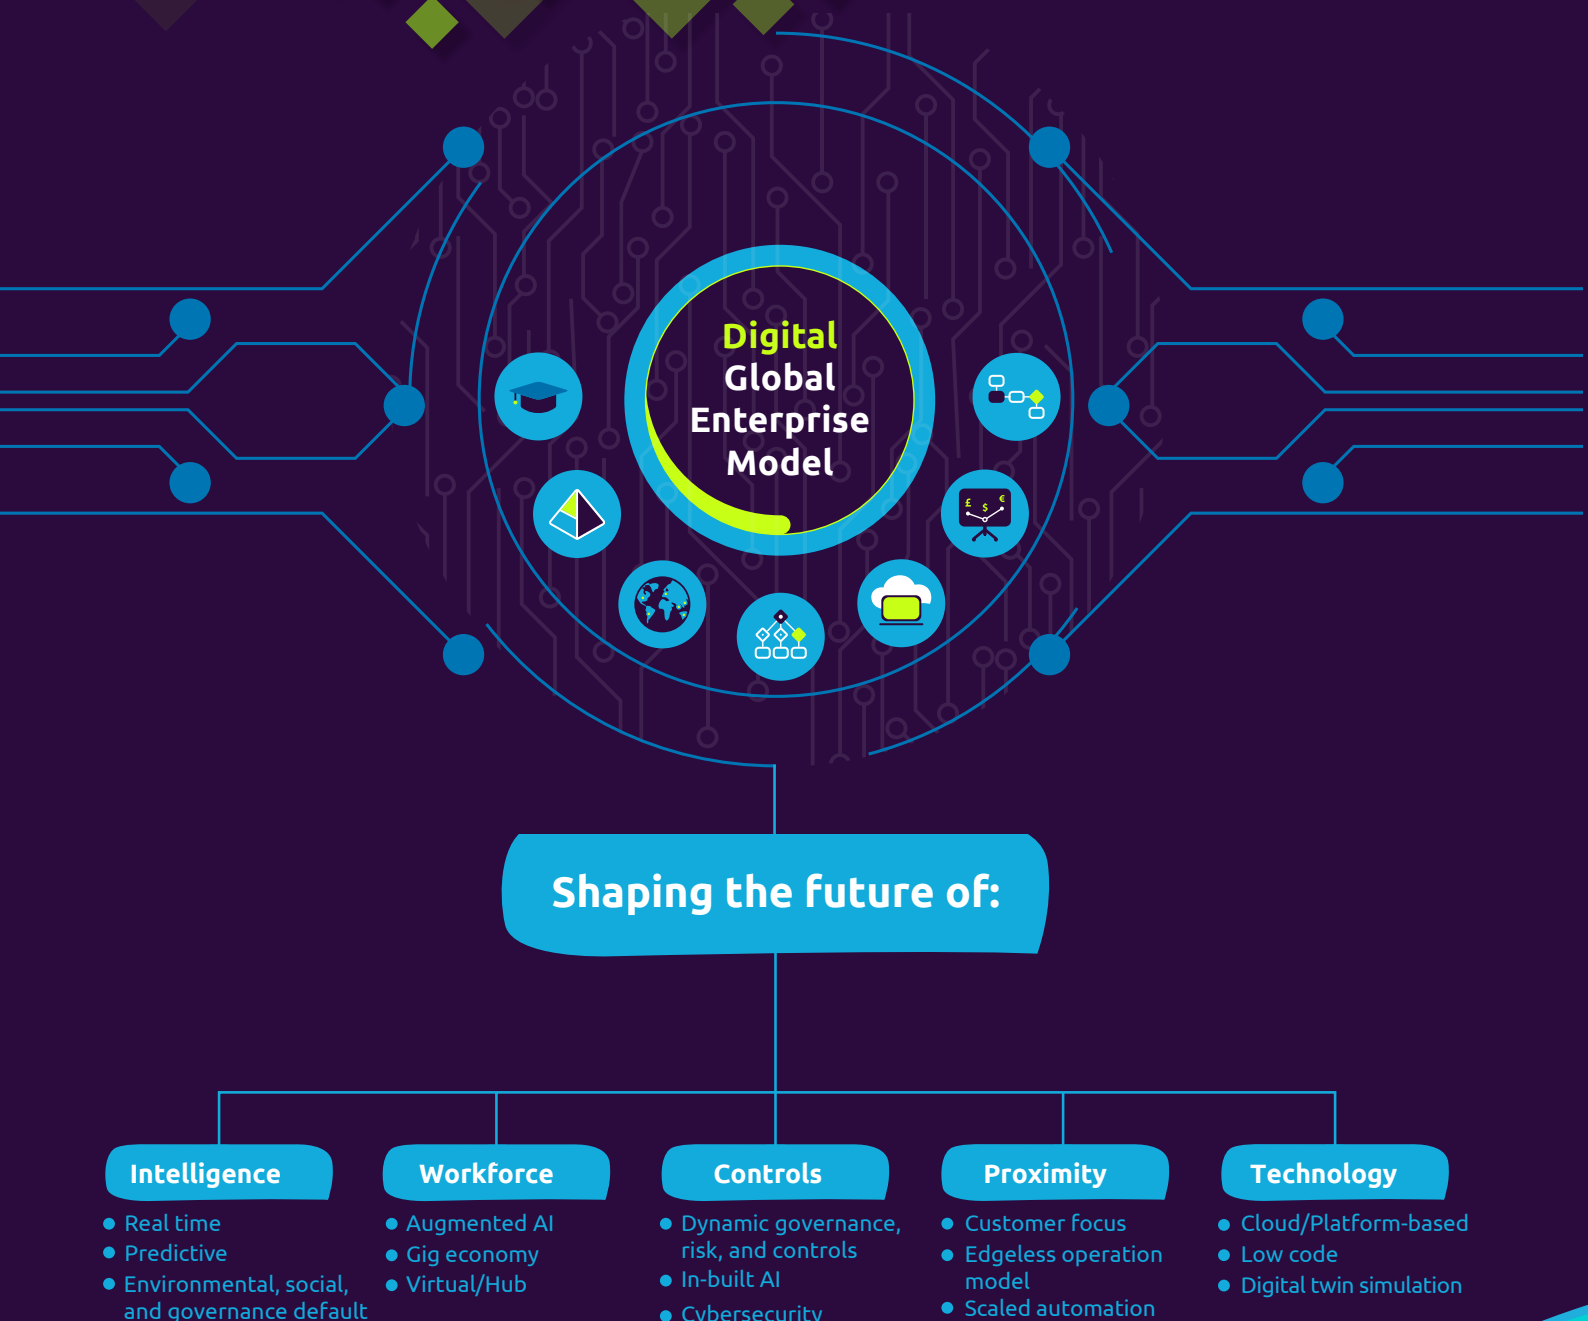 Digital
Global
Enterprise
Model
£ $ €
Shaping the future of:
Intelligence
Real time
Predictive
Environmental, social,
and governance default
Workforce
Augmented AI
Gig economy
Virtual/Hub
Controls
Dynamic governance,
risk, and controls
In-built AI
Cybersecurity
Proximity
Customer focus
Edgeless operation
model
Scaled automation
Technology
Cloud/Platform-based
Low code
Digital twin simulation